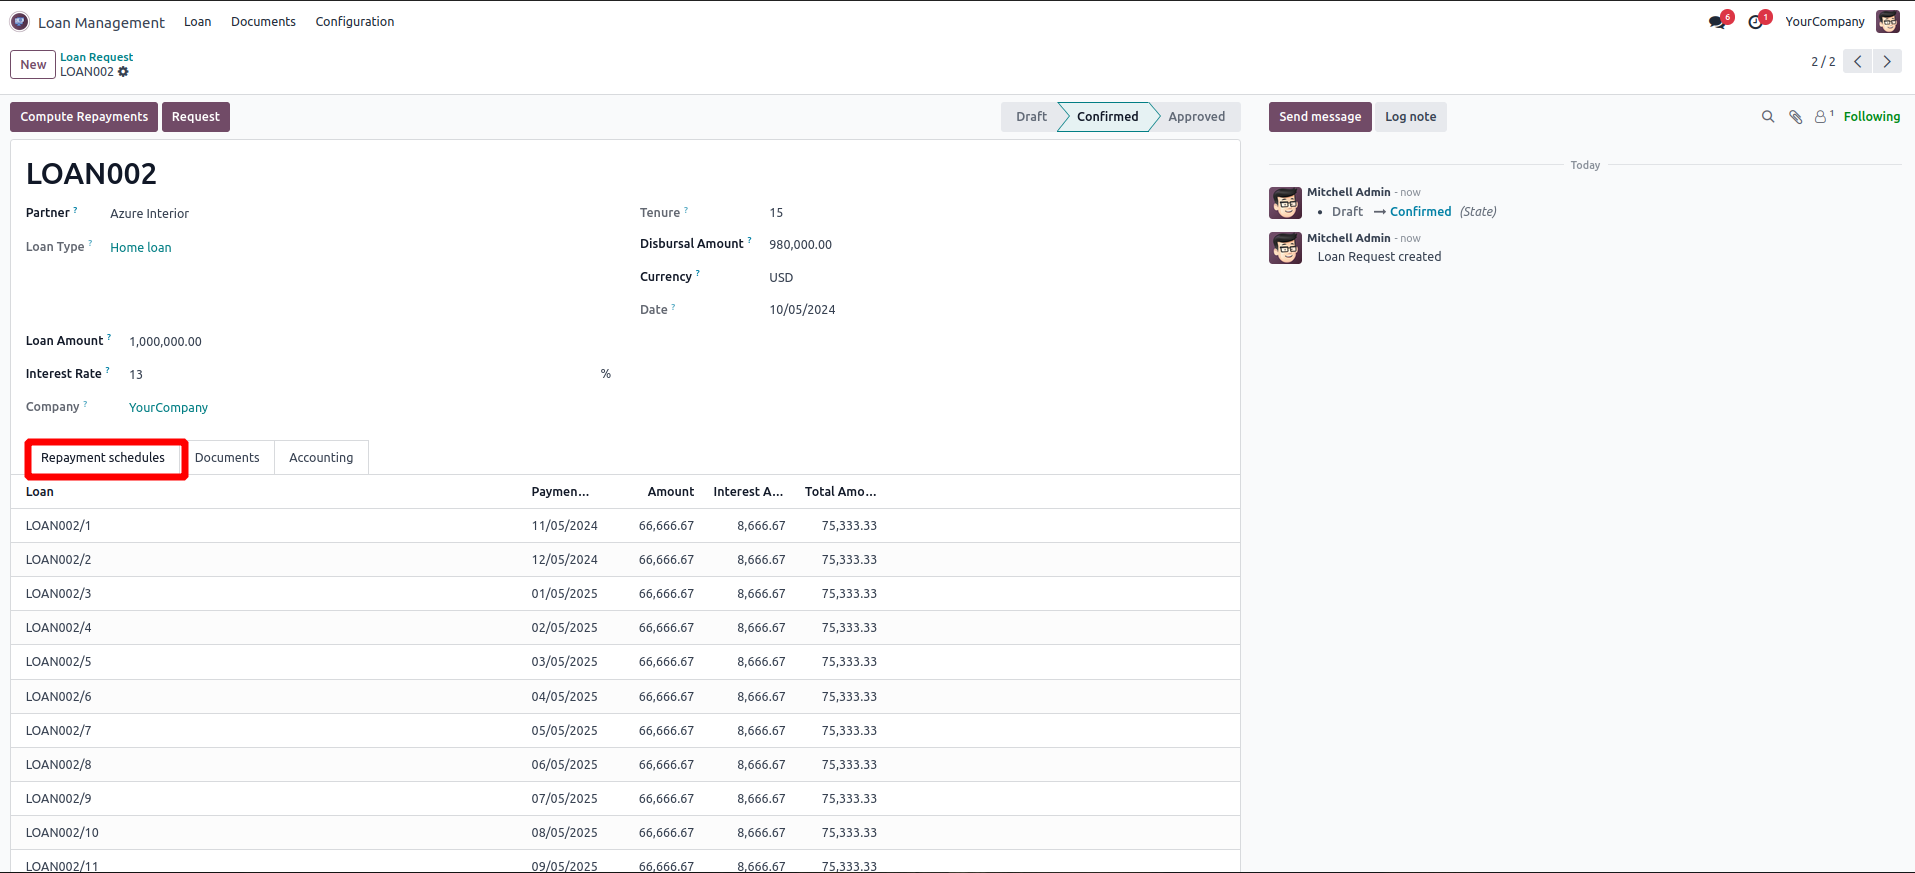 Loan Management Loan Documents Configuration 6 1 YourCompany
New Loan Request
LOAN002
2 / 2
Compute Repayments Request Draft Confirmed Approved Send message Log note 1 Following
LOAN002
Partner ? Azure Interior
Loan Type ? Home loan
Tenure ? 15
Disbursal Amount ? 980,000.00
Currency ? USD
Date ? 10/05/2024
Loan Amount ? 1,000,000.00
Interest Rate ? 13 %
Company ? YourCompany
Today
Mitchell Admin - now
• Draft → Confirmed (State)
Mitchell Admin - now
Loan Request created
Repayment schedules Documents Accounting
Loan Paymen... Amount Interest A... Total Amo...
LOAN002/1 11/05/2024 66,666.67 8,666.67 75,333.33
LOAN002/2 12/05/2024 66,666.67 8,666.67 75,333.33
LOAN002/3 01/05/2025 66,666.67 8,666.67 75,333.33
LOAN002/4 02/05/2025 66,666.67 8,666.67 75,333.33
LOAN002/5 03/05/2025 66,666.67 8,666.67 75,333.33
LOAN002/6 04/05/2025 66,666.67 8,666.67 75,333.33
LOAN002/7 05/05/2025 66,666.67 8,666.67 75,333.33
LOAN002/8 06/05/2025 66,666.67 8,666.67 75,333.33
LOAN002/9 07/05/2025 66,666.67 8,666.67 75,333.33
LOAN002/10 08/05/2025 66,666.67 8,666.67 75,333.33
LOAN002/11 09/05/2025 66,666.67 8,666.67 75,333.33